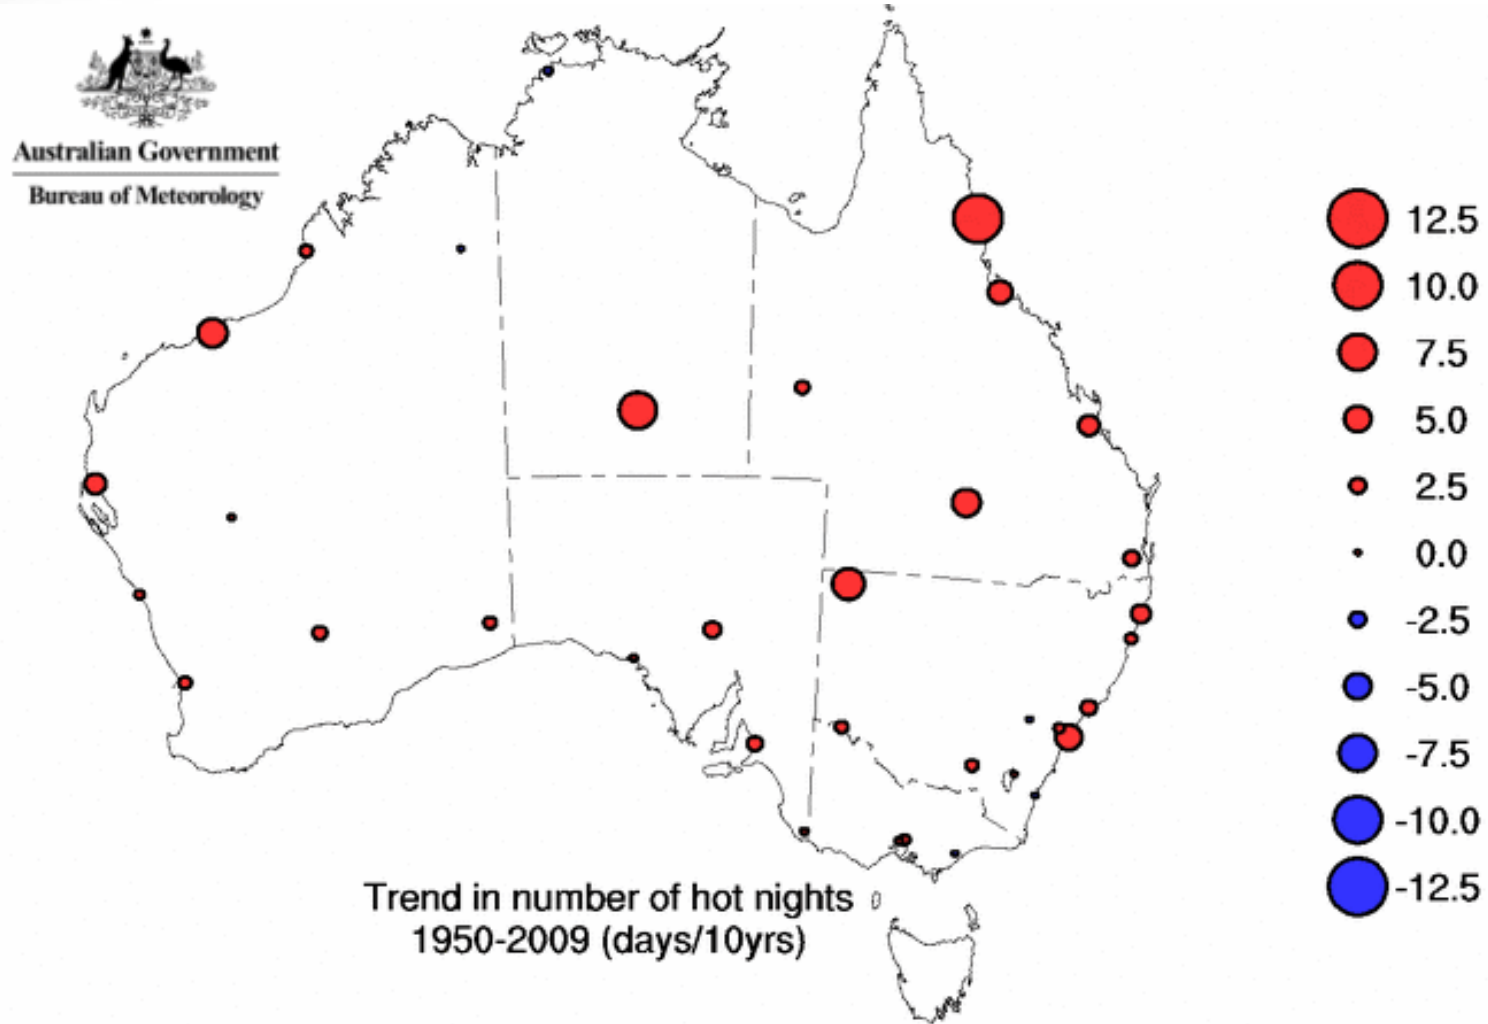 Australian Government
Bureau of Meteorology
12.5
10.0
7.5
5.0
2.5
0.0
-2.5
-5.0
-7.5
-10.0
-12.5
Trend in number of hot nights
1950-2009 (days/10yrs)